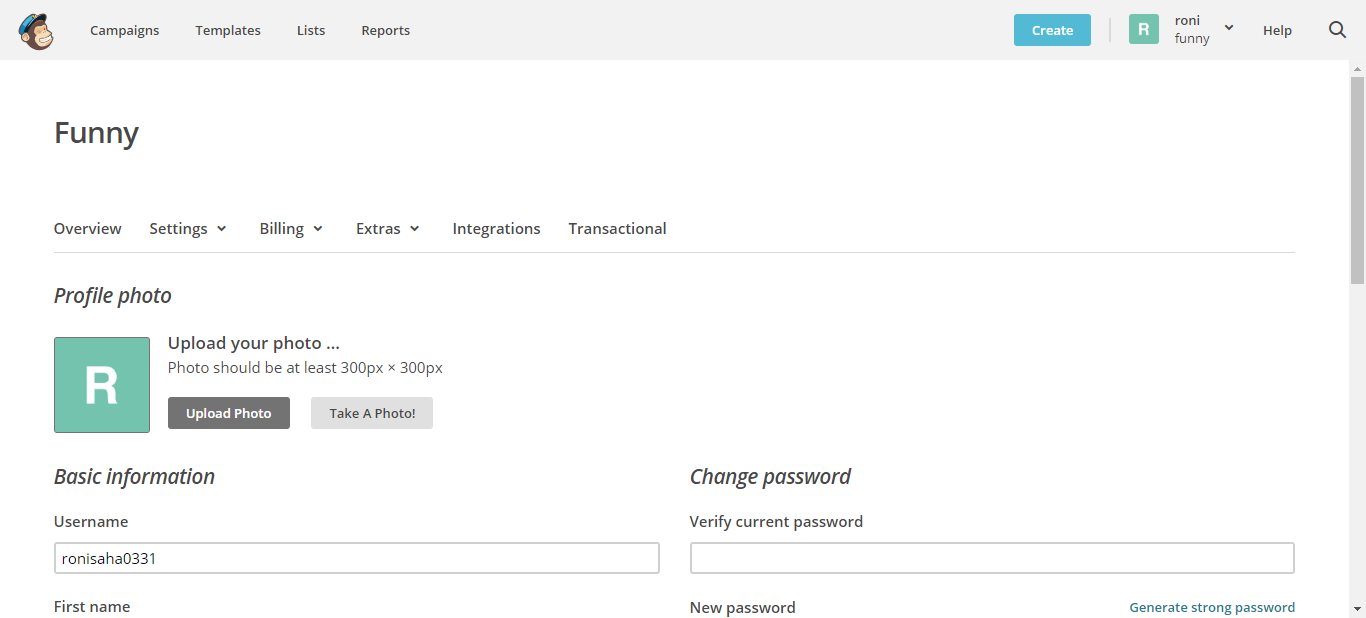 Campaigns Templates Lists Reports Create R roni funny Help
Funny
Overview Settings Billing Extras Integrations Transactional
Profile photo
R
Upload your photo ...
Photo should be at least 300px × 300px
Upload Photo Take A Photo!
Basic information
Username
ronisaha0331
First name
Change password
Verify current password
New password Generate strong password